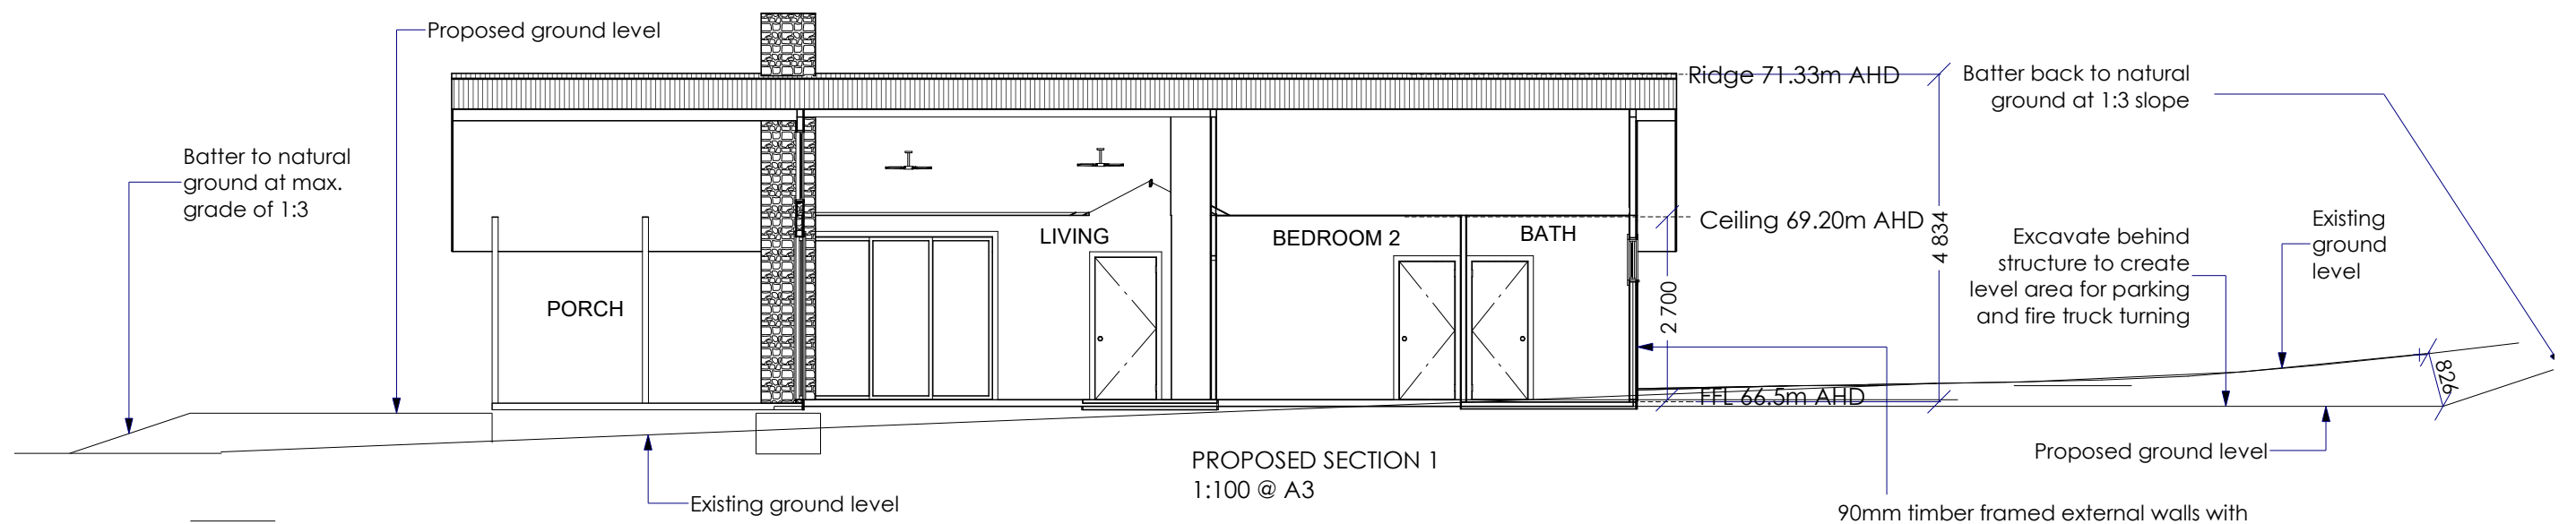 Proposed ground level
Ridge 71.33m AHD
Batter back to natural
ground at 1:3 slope
Batter to natural
ground at max.
grade of 1:3
Ceiling 69.20m AHD
4 834
Existing
ground
level
Excavate behind
structure to create
level area for parking
and fire truck turning
LIVING
BEDROOM 2
BATH
PORCH
2 700
826
FFL 66.5m AHD
Proposed ground level
PROPOSED SECTION 1
1:100 @ A3
Existing ground level
90mm timber framed external walls with